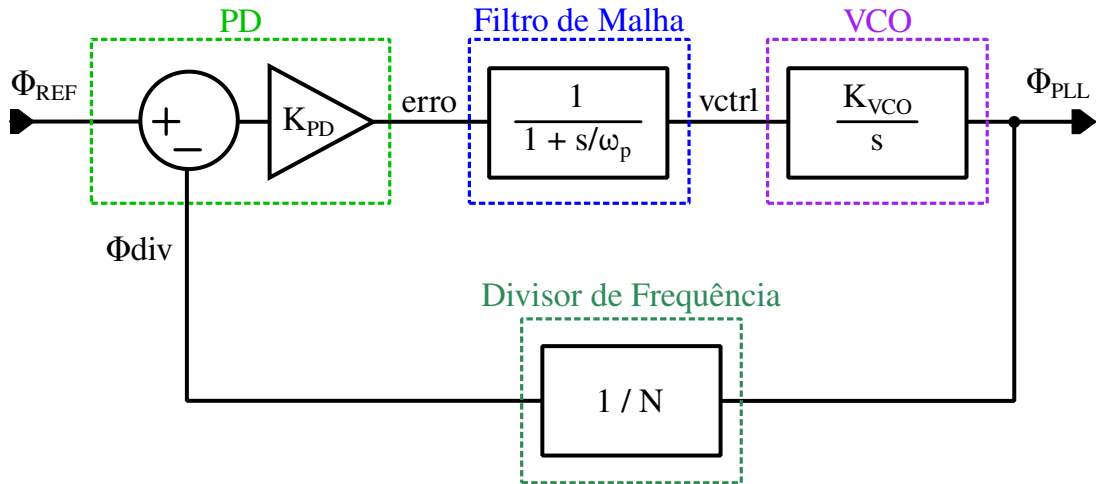 PD
Filtro de Malha
VCO
Φ_REF
+
−
K_PD
erro
1
1 + s/ω_p
vctrl
K_VCO
s
Φ_PLL
Φdiv
Divisor de Frequência
1 / N